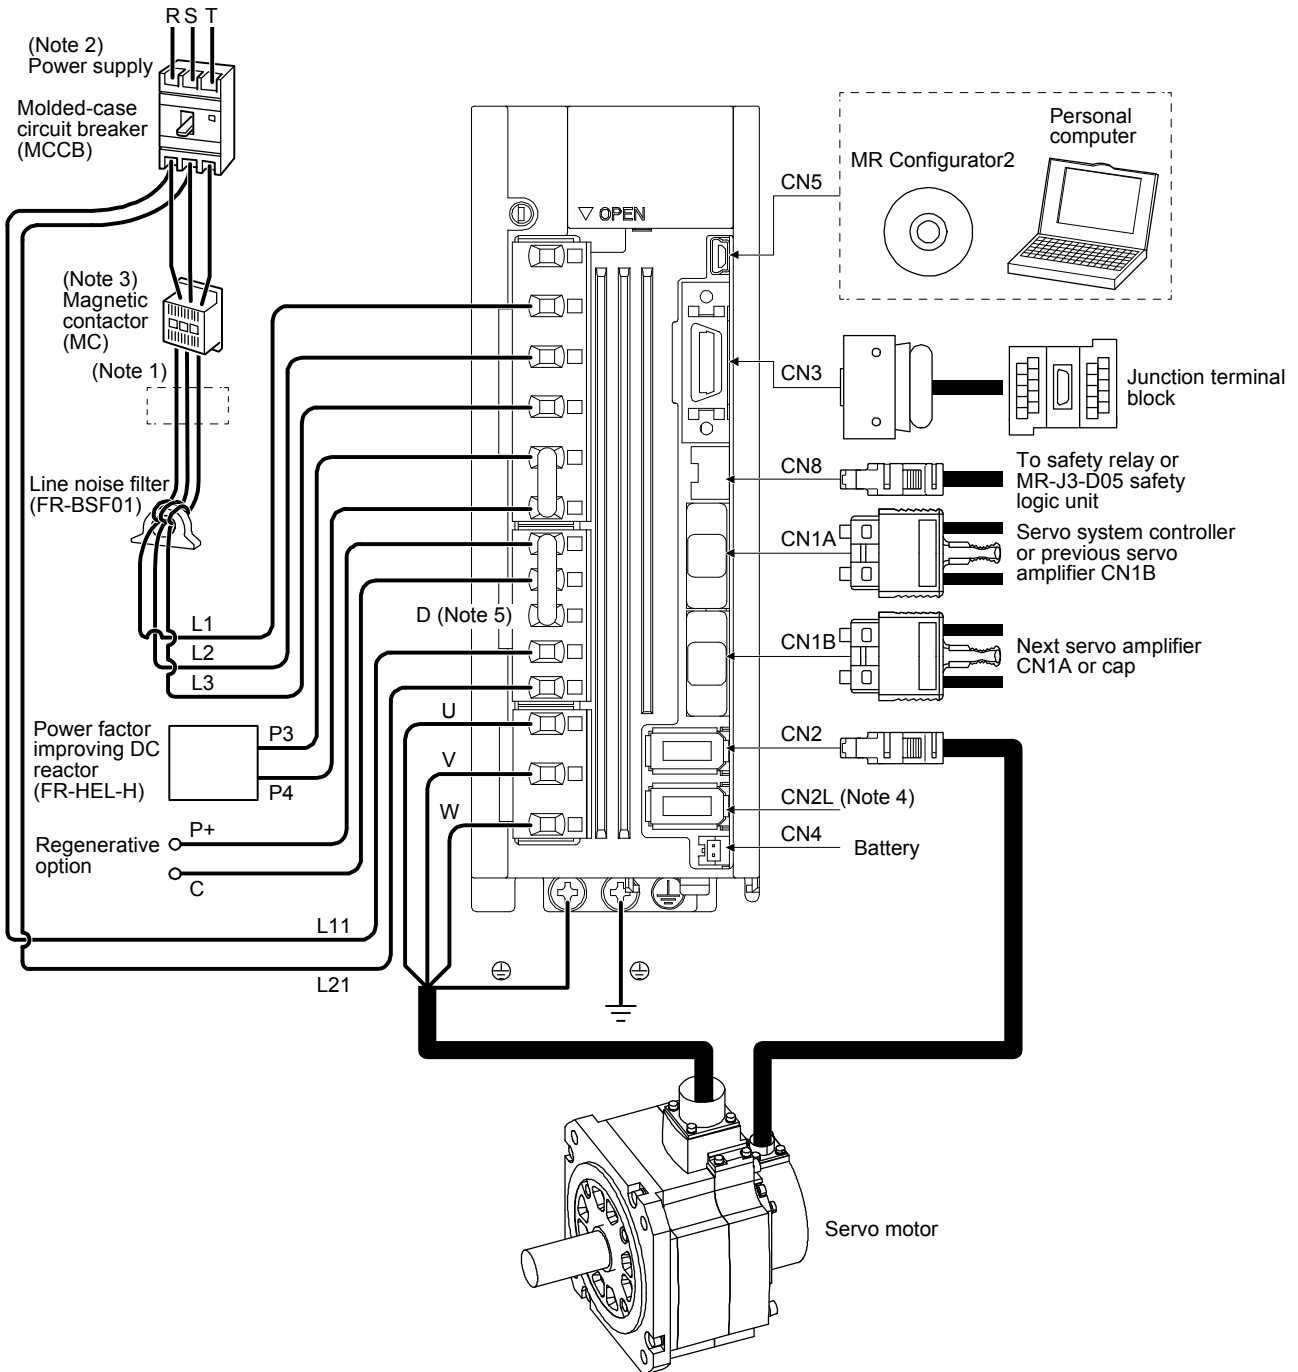 R S T
(Note 2)
Power supply
Molded-case
circuit breaker
(MCCB)
(Note 3)
Magnetic
contactor
(MC)
(Note 1)
Line noise filter
(FR-BSF01)
L1
L2
L3
Power factor
improving DC
reactor
(FR-HEL-H)
P3
P4
Regenerative
option
P+
C
L11
L21
D (Note 5)
U
V
W
OPEN
CN5
MR Configurator2
Personal
computer
CN3
Junction terminal
block
CN8
To safety relay or
MR-J3-D05 safety
logic unit
CN1A
Servo system controller
or previous servo
amplifier CN1B
CN1B
Next servo amplifier
CN1A or cap
CN2
CN2L (Note 4)
CN4
Battery
Servo motor